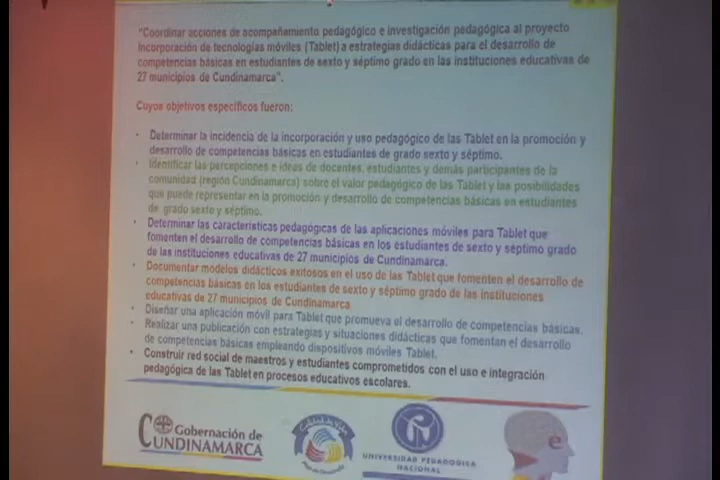 "Coordinar acciones de acompañamiento pedagógico e investigación pedagógica al proyecto
Incorporación de tecnologías móviles (Tablet) a estrategias didácticas para el desarrollo de
competencias básicas en estudiantes de sexto y séptimo grado en las instituciones educativas de
27 municipios de Cundinamarca".
Cuyos objetivos específicos fueron:
· Determinar la incidencia de la incorporación y uso pedagógico de las Tablet en la promoción y
desarrollo de competencias básicas en estudiantes de grado sexto y séptimo.
· Identificar las percepciones e ideas de docentes, estudiantes y demás participantes de la
comunidad (región Cundinamarca) sobre el valor pedagógico de las Tablet y las posibilidades
que puede representar en la promoción y desarrollo de competencias básicas en estudiantes
de grado sexto y séptimo.
· Determinar las características pedagógicas de las aplicaciones móviles para Tablet que
fomenten el desarrollo de competencias básicas en los estudiantes de sexto y séptimo grado
de las instituciones educativas de 27 municipios de Cundinamarca.
· Documentar modelos didácticos exitosos en el uso de las Tablet que fomenten el desarrollo de
competencias básicas en los estudiantes de sexto y séptimo grado de las instituciones
educativas de 27 municipios de Cundinamarca
· Diseñar una aplicación móvil para Tablet que promueva el desarrollo de competencias básicas.
· Realizar una publicación con estrategias y situaciones didácticas que fomentan el desarrollo
de competencias básicas empleando dispositivos móviles Tablet.
· Construir red social de maestros y estudiantes comprometidos con el uso e integración
pedagógica de las Tablet en procesos educativos escolares.
Gobernación de
CUNDINAMARCA
UNIVERSIDAD PEDAGOGICA
NACIONAL